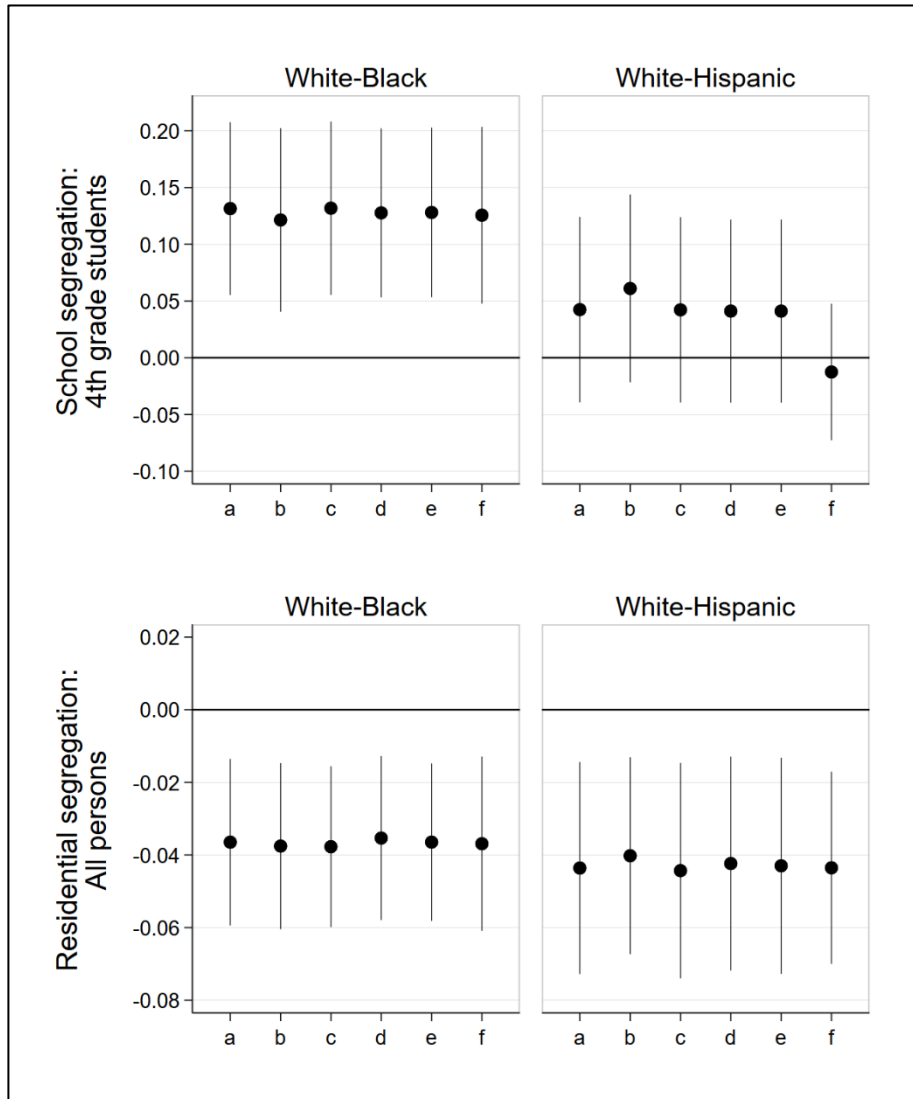 White-Black
White-Hispanic
School segregation:
4th grade students
0.20
0.15
0.10
0.05
0.00
-0.05
-0.10
a b c d e f
a b c d e f
White-Black
White-Hispanic
Residential segregation:
All persons
0.02
0.00
-0.02
-0.04
-0.06
-0.08
a b c d e f
a b c d e f